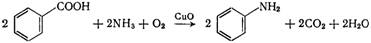 2 COOH + 2NH₃ + O₂ CuO → 2 NH₂ + 2CO₂ + 2H₂O